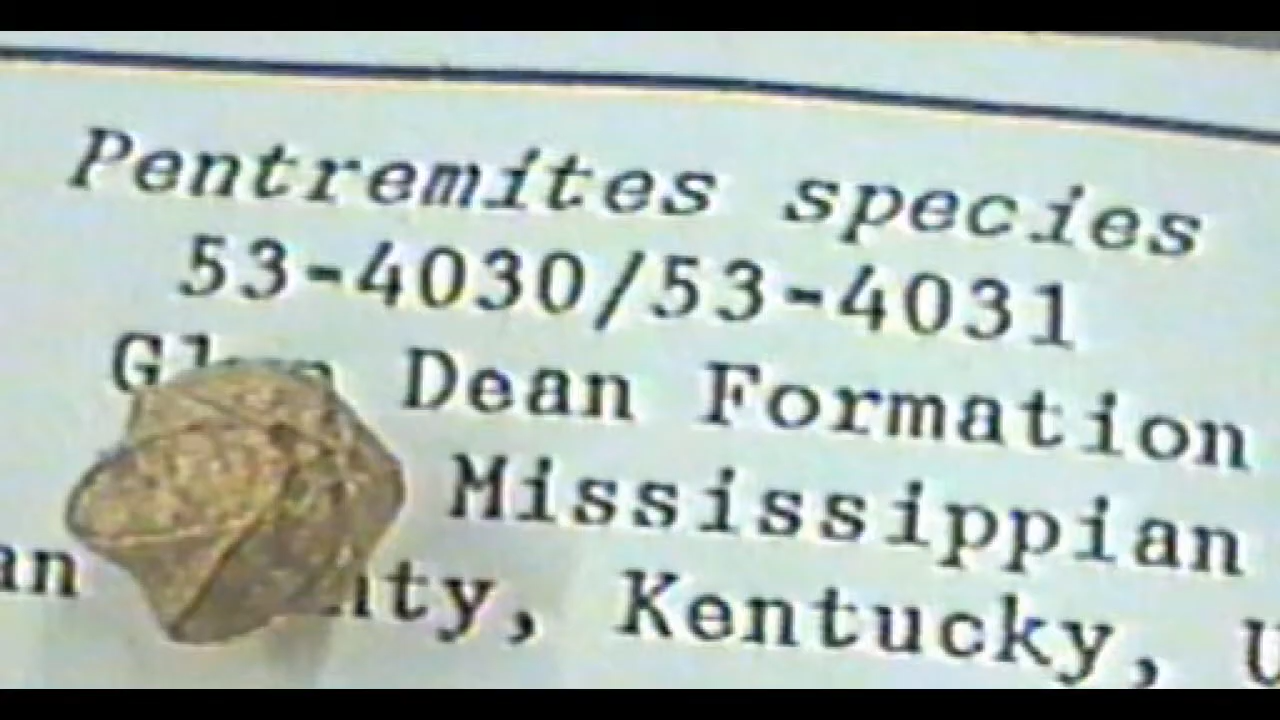 Pentremites species
53-4030/53-4031
Dean Formation
Mississippian
Kentucky,